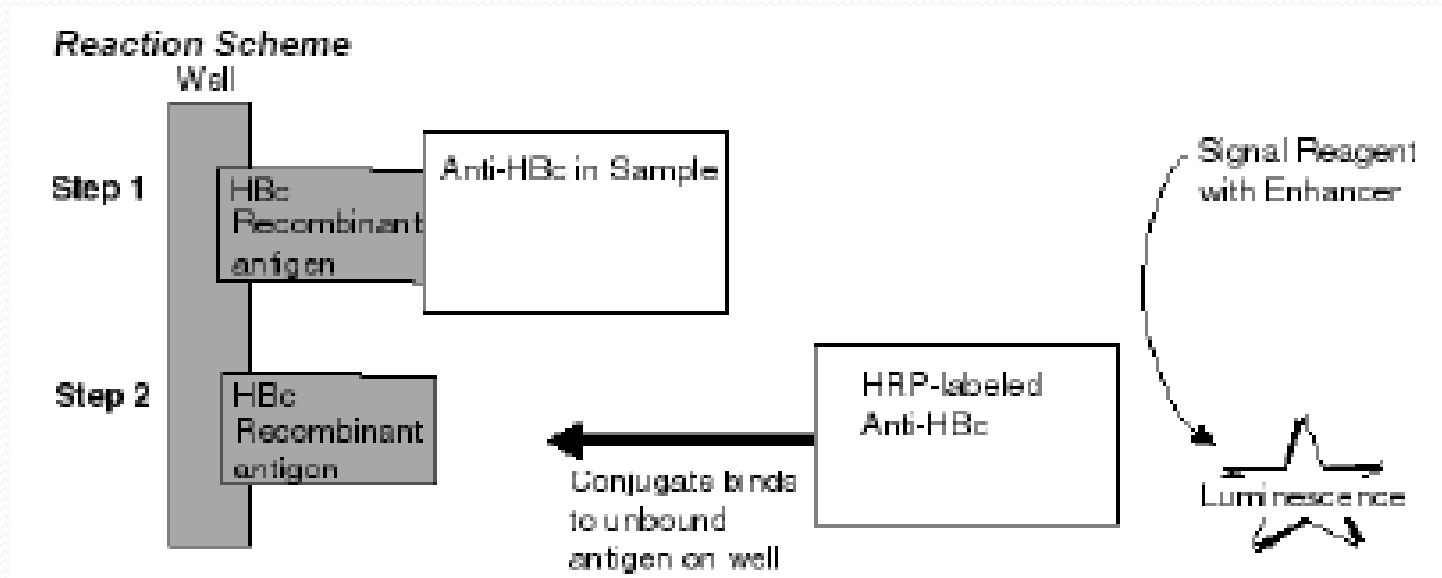 Reaction Scheme
Well
Step 1
HBc
Recombinant
antigen
Anti-HBc in Sample
Signal Reagent
with Enhancer
Step 2
HBc
Recombinant
antigen
HRP-labeled
Anti-HBc
Conjugate binds
to unbound
antigen on well
Luminescence